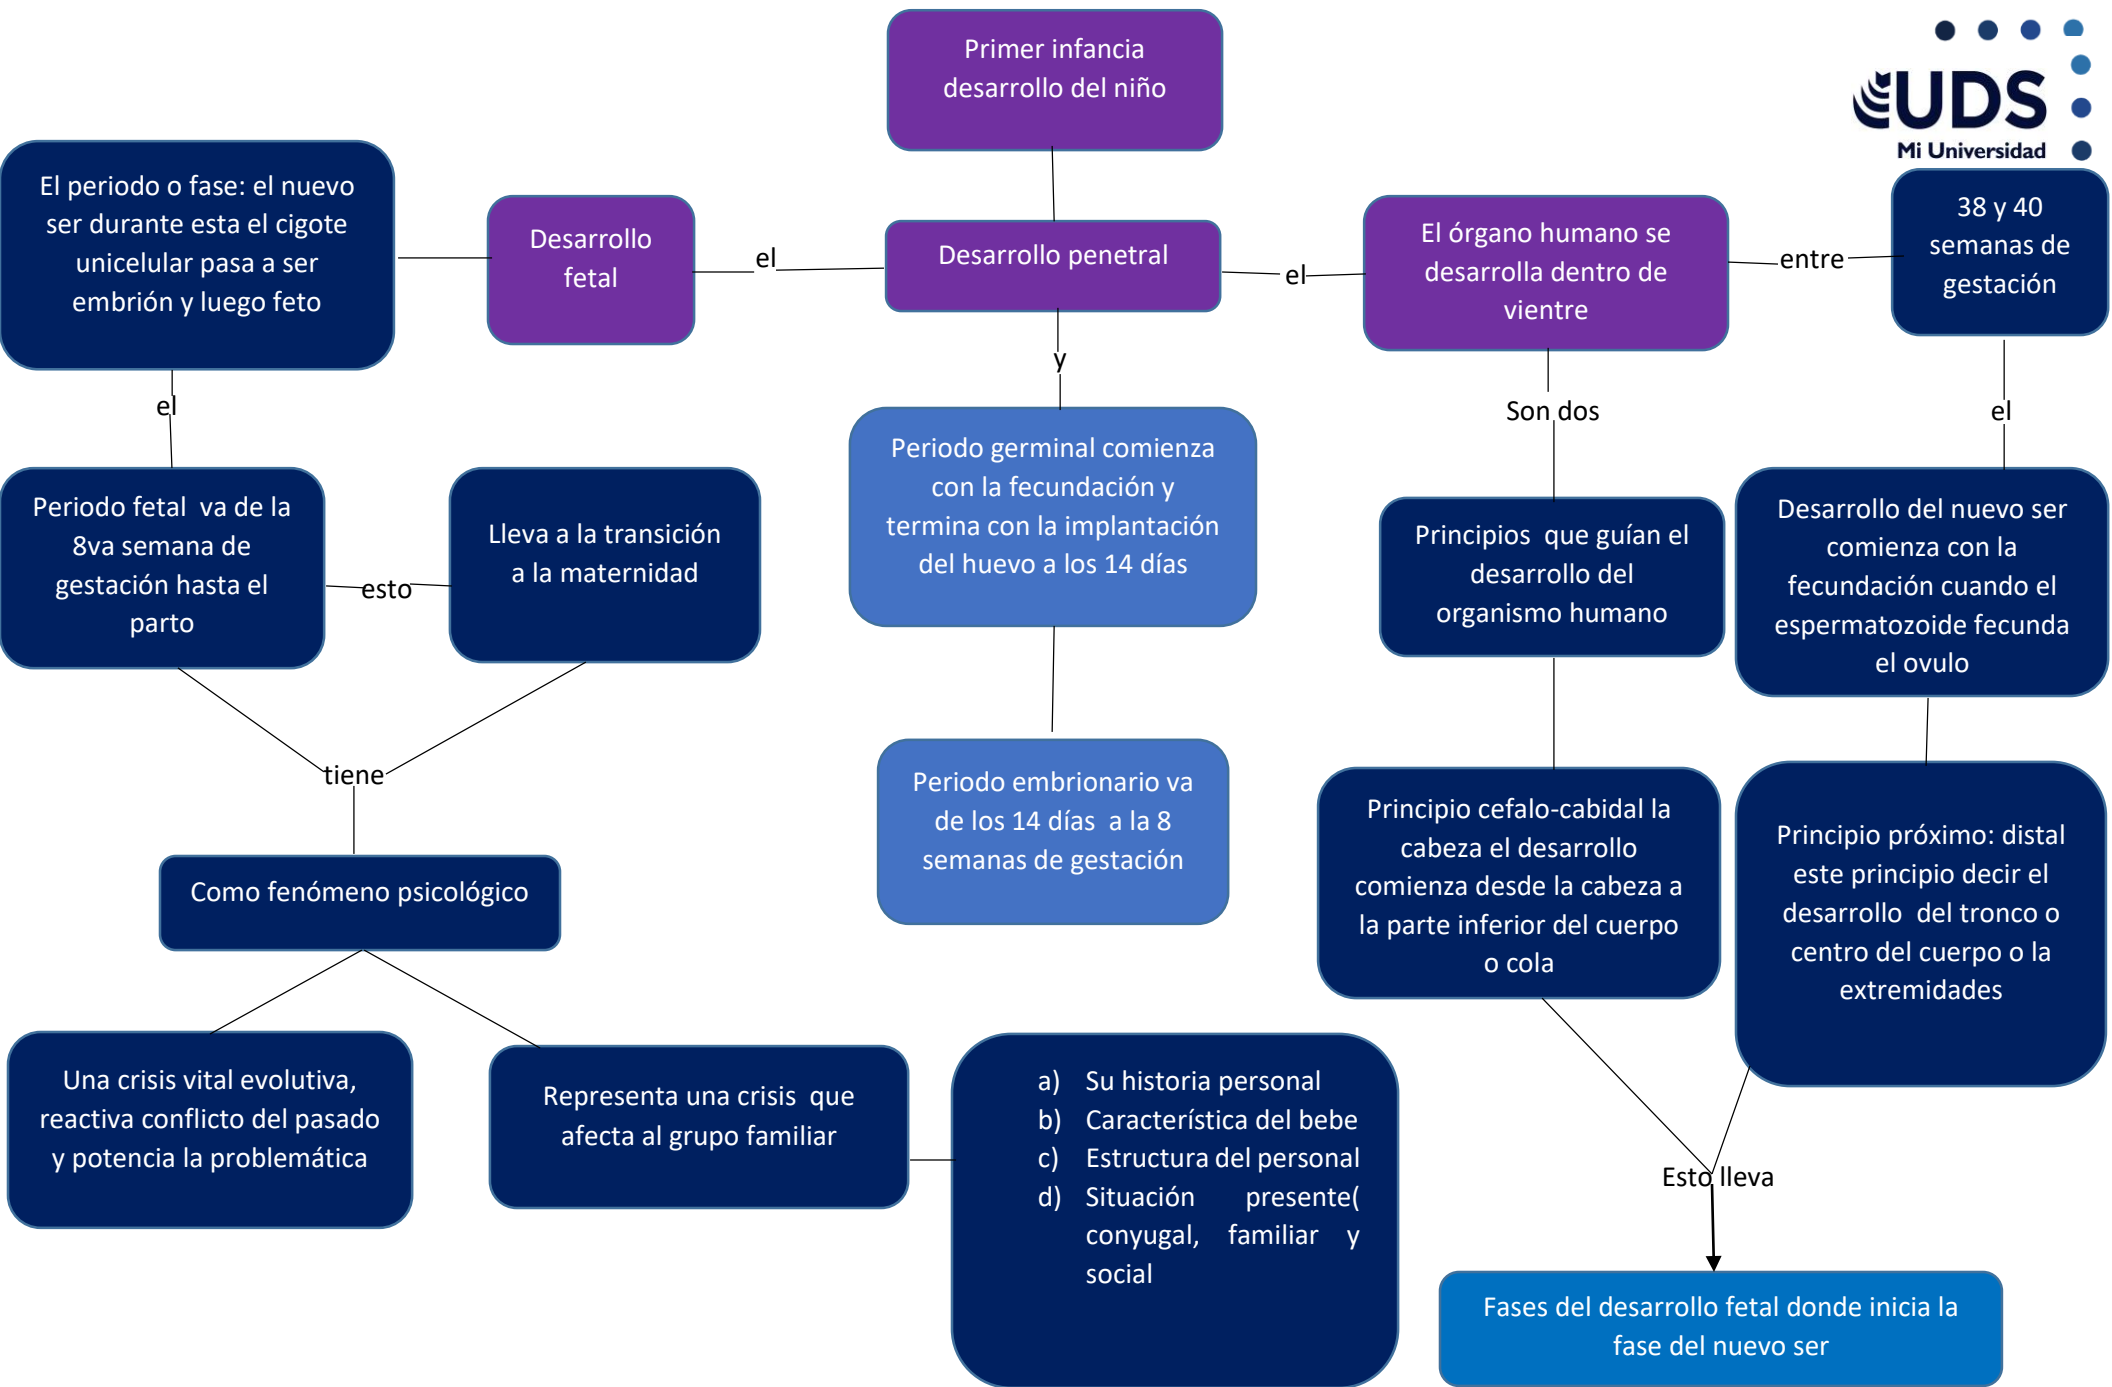 Primer infancia
desarrollo del niño
UDS
Mi Universidad
El periodo o fase: el nuevo
ser durante esta el cigote
unicelular pasa a ser
embrión y luego feto
Desarrollo
fetal
el
Desarrollo penetral
el
El órgano humano se
desarrolla dentro de
vientre
entre
38 y 40
semanas de
gestación
el
y
Son dos
el
Periodo fetal  va de la
8va semana de
gestación hasta el
parto
esto
Lleva a la transición
a la maternidad
Periodo germinal comienza
con la fecundación y
termina con la implantación
del huevo a los 14 días
Principios  que guían el
desarrollo del
organismo humano
Desarrollo del nuevo ser
comienza con la
fecundación cuando el
espermatozoide fecunda
el ovulo
tiene
Periodo embrionario va
de los 14 días  a la 8
semanas de gestación
Principio cefalo-cabidal la
cabeza el desarrollo
comienza desde la cabeza a
la parte inferior del cuerpo
o cola
Principio próximo: distal
este principio decir el
desarrollo  del tronco o
centro del cuerpo o la
extremidades
Como fenómeno psicológico
Una crisis vital evolutiva,
reactiva conflicto del pasado
y potencia la problemática
Representa una crisis  que
afecta al grupo familiar
a) Su historia personal
b) Característica del bebe
c) Estructura del personal
d) Situación presente(
conyugal, familiar y
social
Esto lleva
Fases del desarrollo fetal donde inicia la
fase del nuevo ser